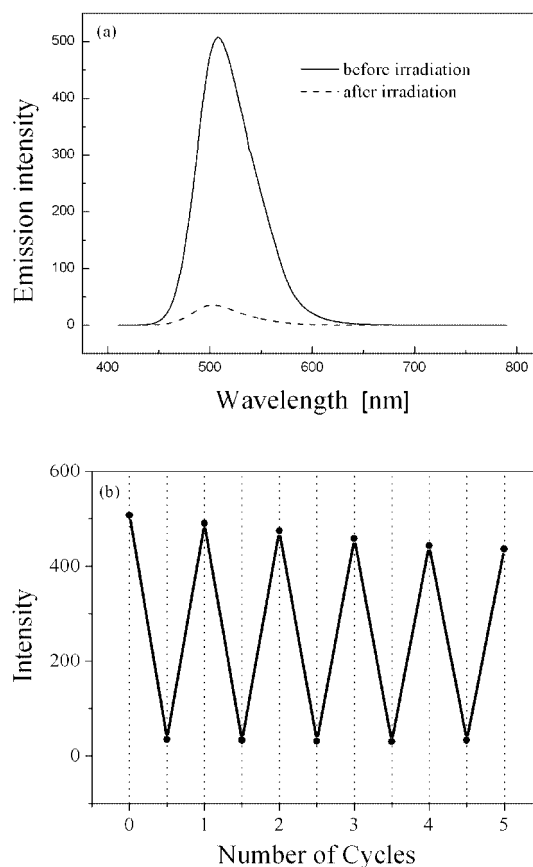 (a)
500
400
300
200
100
0
Emission intensity
before irradiation
after irradiation
400 500 600 700 800
Wavelength [nm]
(b)
600
400
200
0
Intensity
0 1 2 3 4 5
Number of Cycles